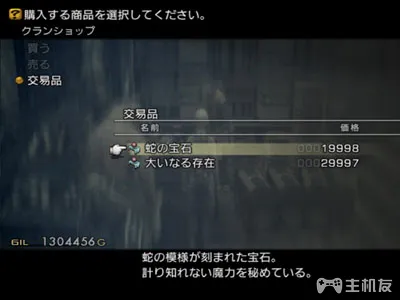 購入する商品を選択してください。
クランショップ
買う
売る
交易品
交易品
名前 価格
蛇の宝石 00019998
大いなる存在 00029997
GIL 1304456G
蛇の模様が刻まれた宝石。
計り知れない魔力を秘めている。
主机友